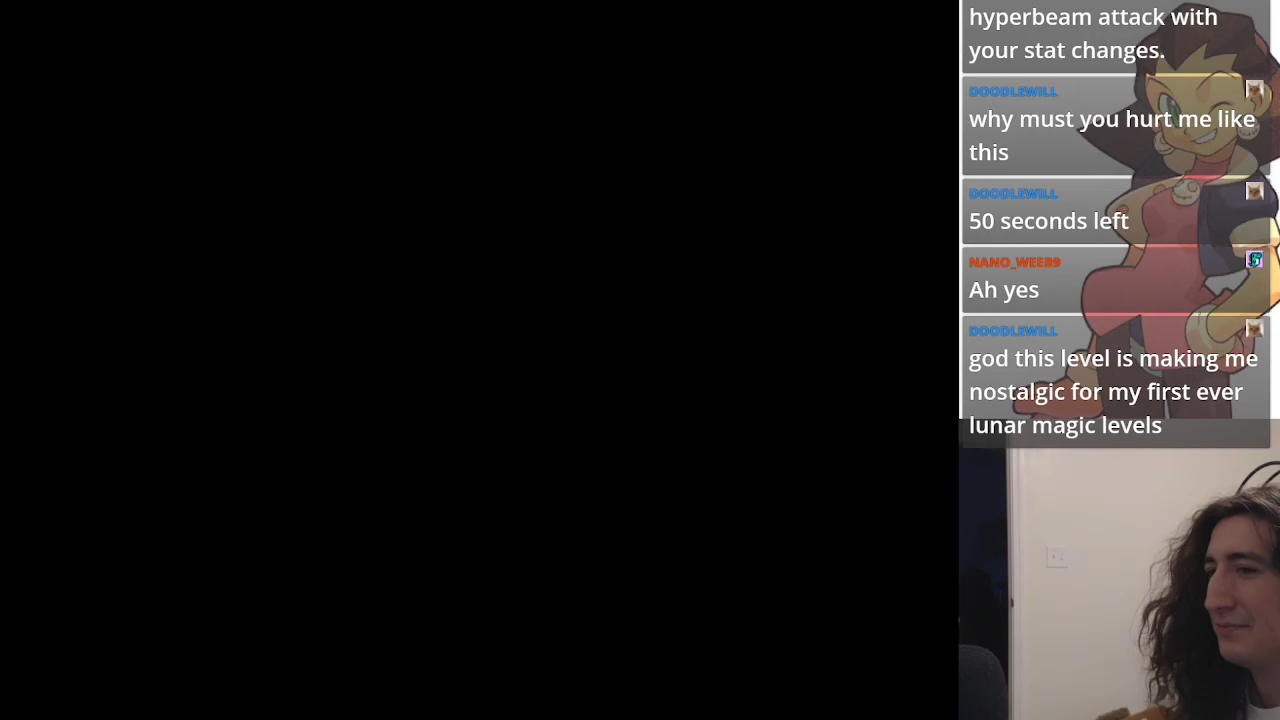 hyperbeam attack with
your stat changes.
DOODLEWILL
why must you hurt me like
this
DOODLEWILL
50 seconds left
NANO_WEEB9
Ah yes
DOODLEWILL
god this level is making me
nostalgic for my first ever
lunar magic levels